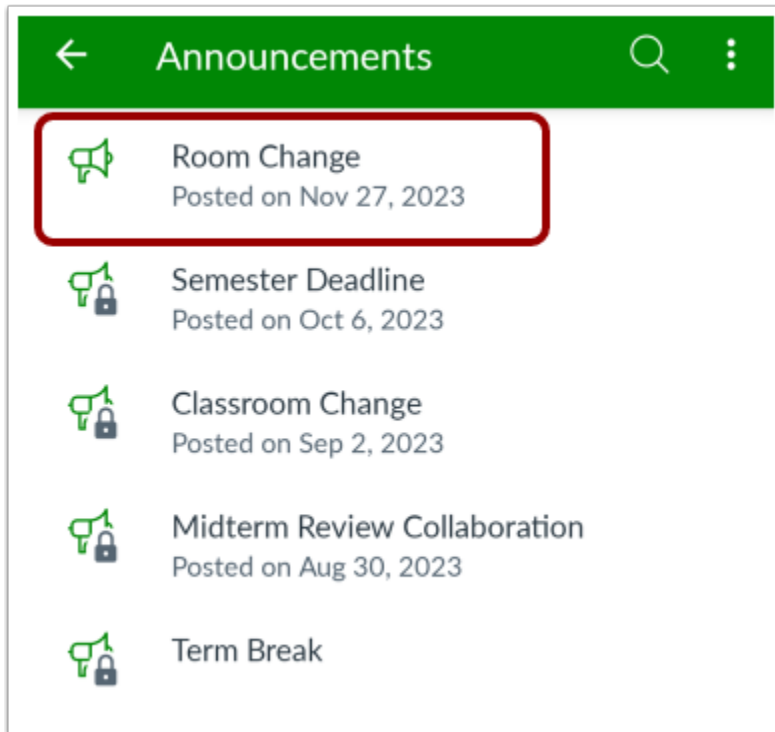 Announcements
Room Change
Posted on Nov 27, 2023
Semester Deadline
Posted on Oct 6, 2023
Classroom Change
Posted on Sep 2, 2023
Midterm Review Collaboration
Posted on Aug 30, 2023
Term Break